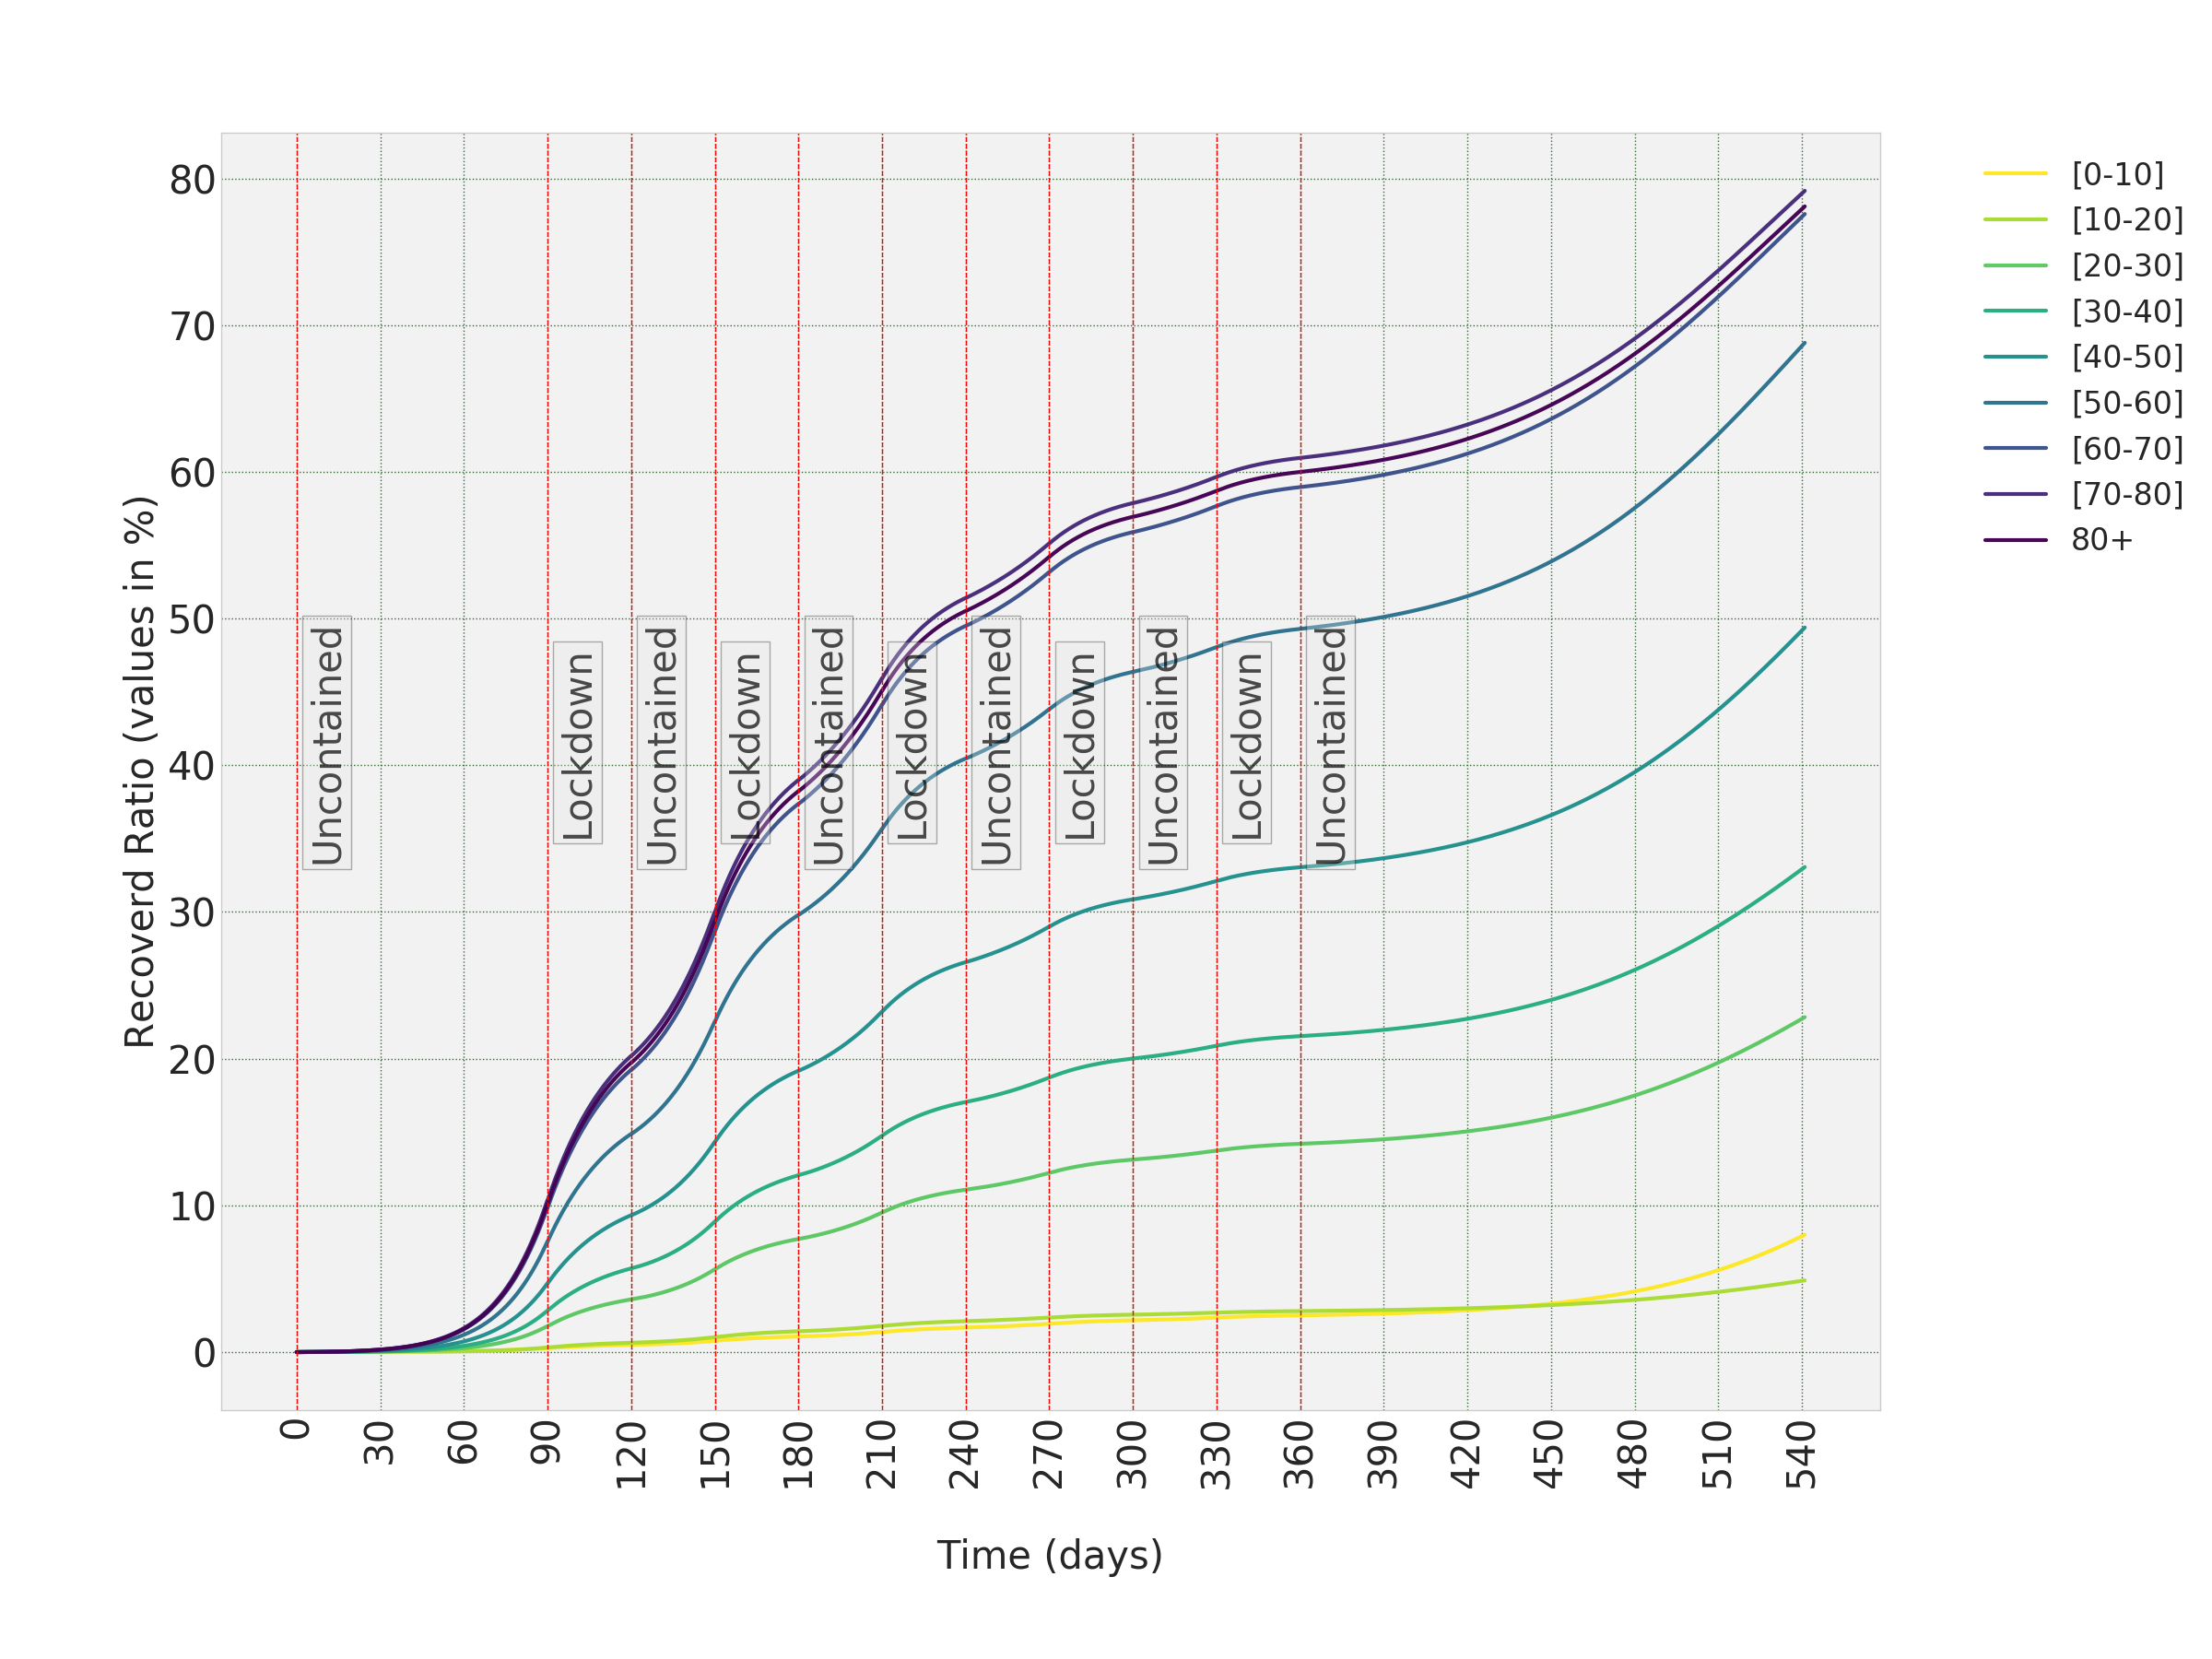 80
70
60
50
40
30
20
10
0
Recoverd Ratio (values in %)
Uncontained
Lockdown
Uncontained
Lockdown
Uncontained
Lockdown
Uncontained
Lockdown
Uncontained
Lockdown
Uncontained
0
30
60
90
120
150
180
210
240
270
300
330
360
390
420
450
480
510
540
Time (days)
[0-10]
[10-20]
[20-30]
[30-40]
[40-50]
[50-60]
[60-70]
[70-80]
80+